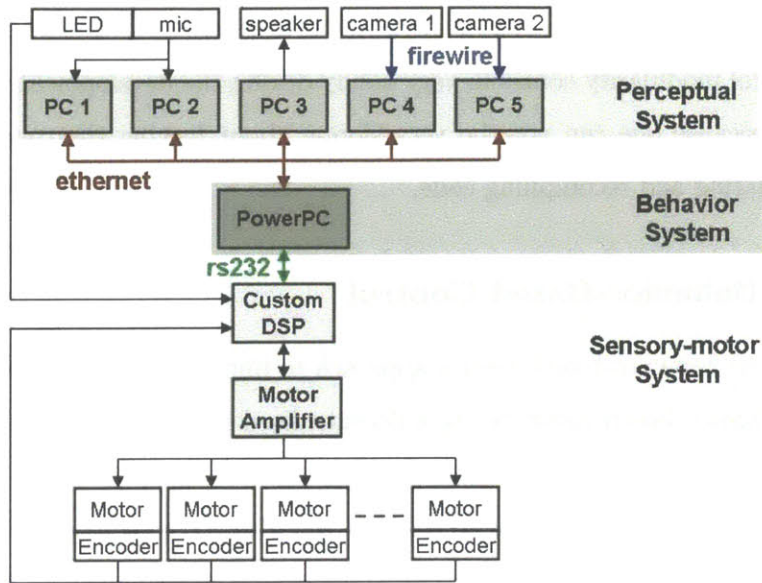 LED mic speaker camera 1 camera 2
firewire
PC 1 PC 2 PC 3 PC 4 PC 5
Perceptual
System
ethernet
PowerPC
Behavior
System
rs232
Custom
DSP
Sensory-motor
System
Motor
Amplifier
Motor Motor Motor Motor
Encoder Encoder Encoder Encoder